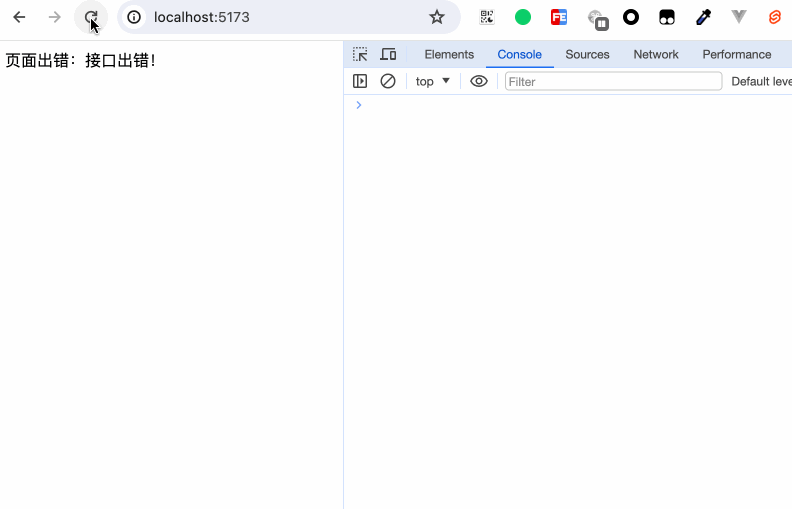 localhost:5173
FE
页面出错：接口出错！
Elements Console Sources Network Performance
top Filter Default leve